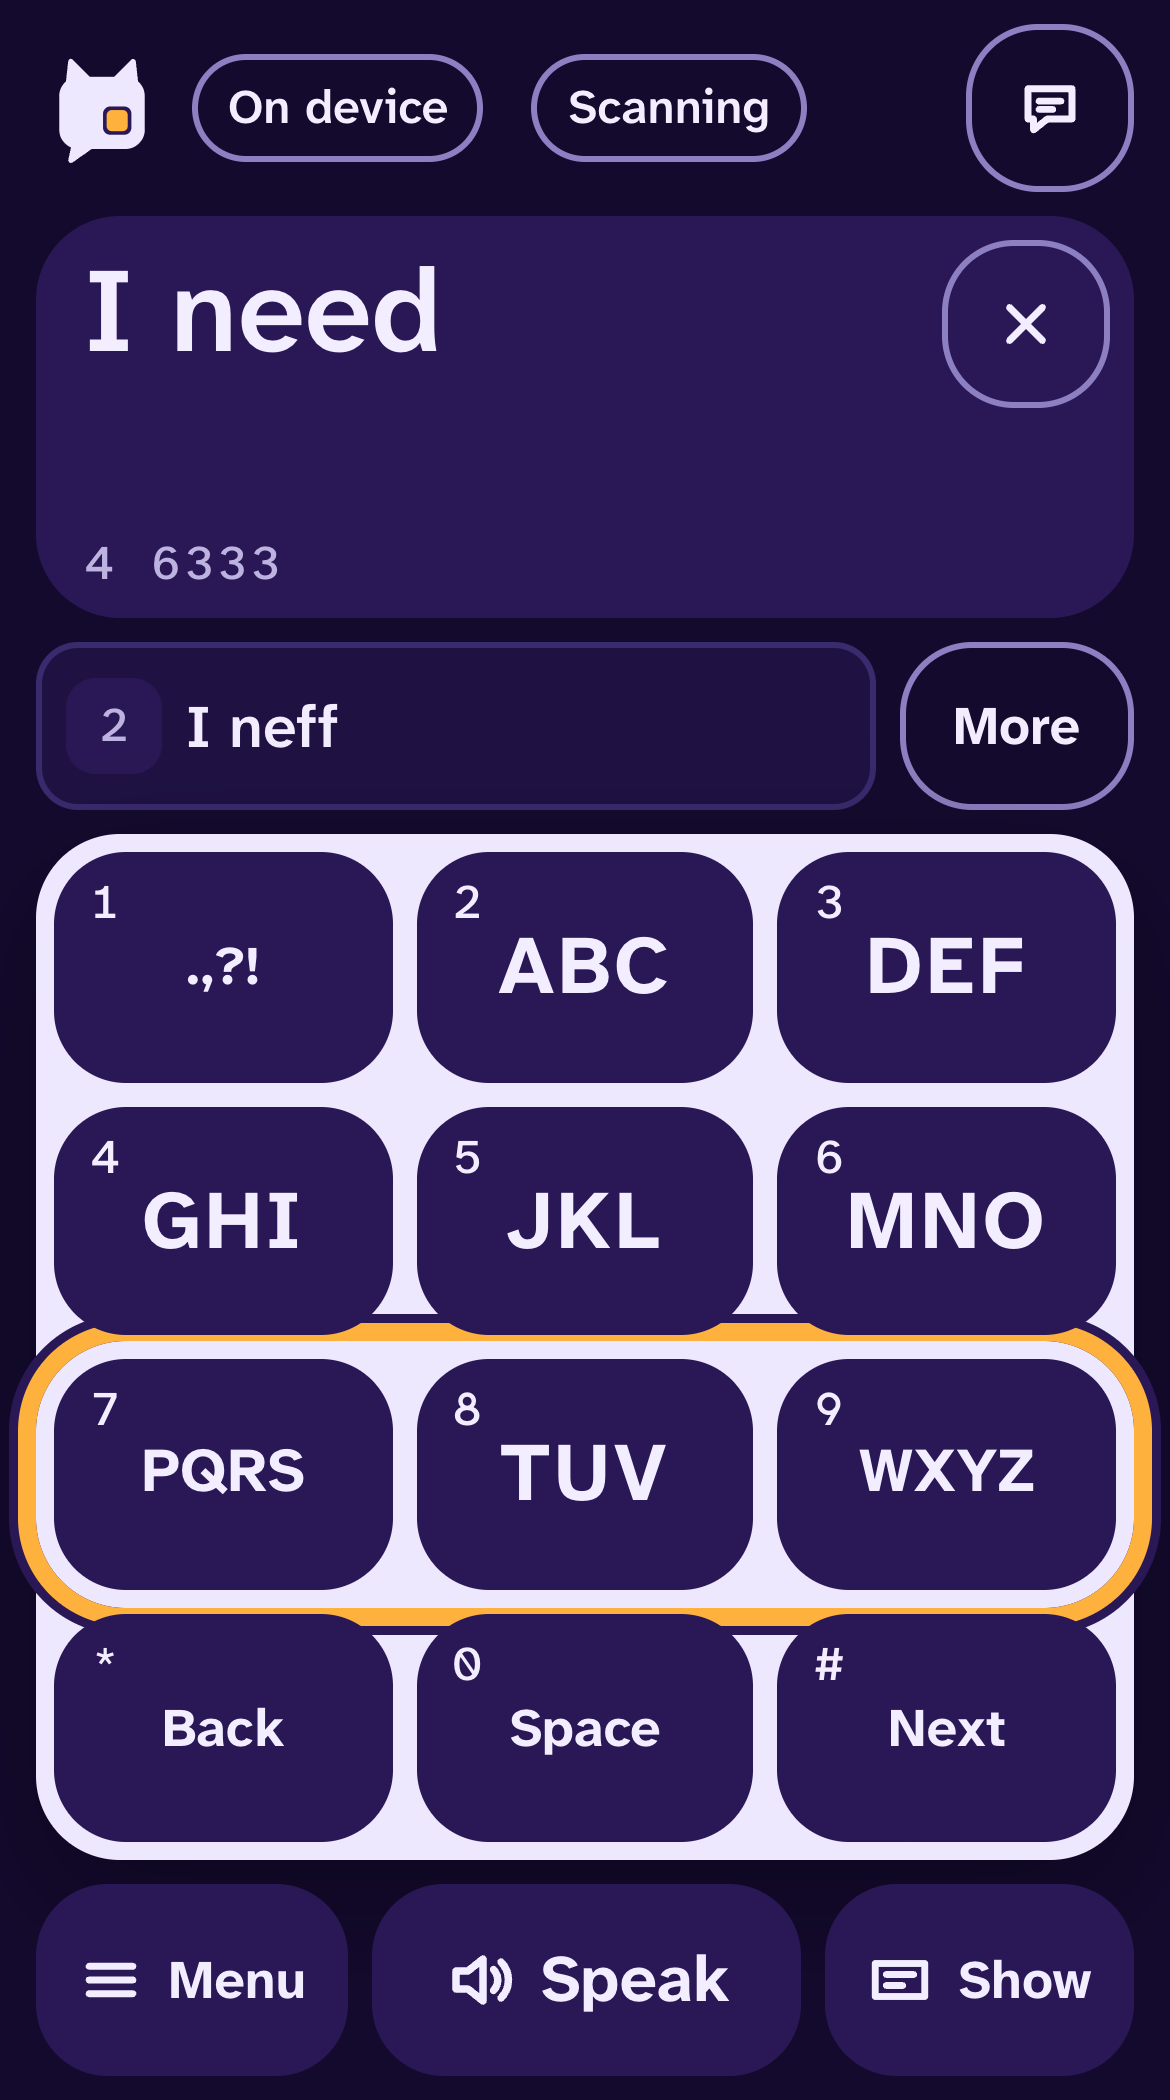 On device Scanning
I need
4 6333
2 I neff More
1 .,?! 2 ABC 3 DEF
4 GHI 5 JKL 6 MNO
7 PQRS 8 TUV 9 WXYZ
* Back 0 Space # Next
Menu Speak Show